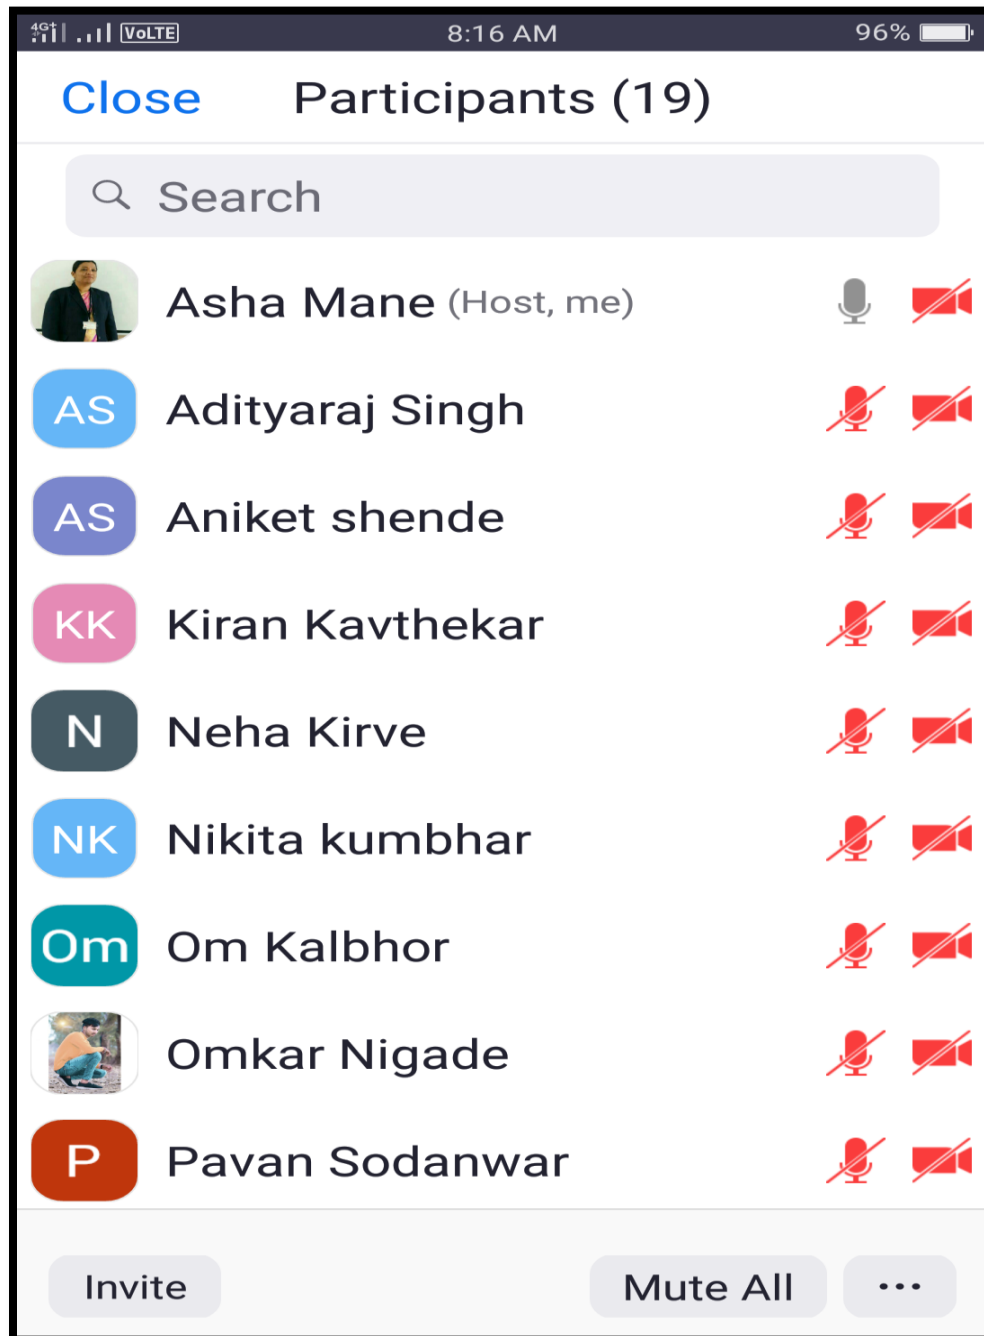 4G+ VoLTE 8:16 AM 96%
Close Participants (19)
Search
Asha Mane (Host, me)
AS Adityaraj Singh
AS Aniket shende
KK Kiran Kavthekar
N Neha Kirve
NK Nikita kumbhar
Om Om Kalbhor
Omkar Nigade
P Pavan Sodanwar
Invite Mute All ...